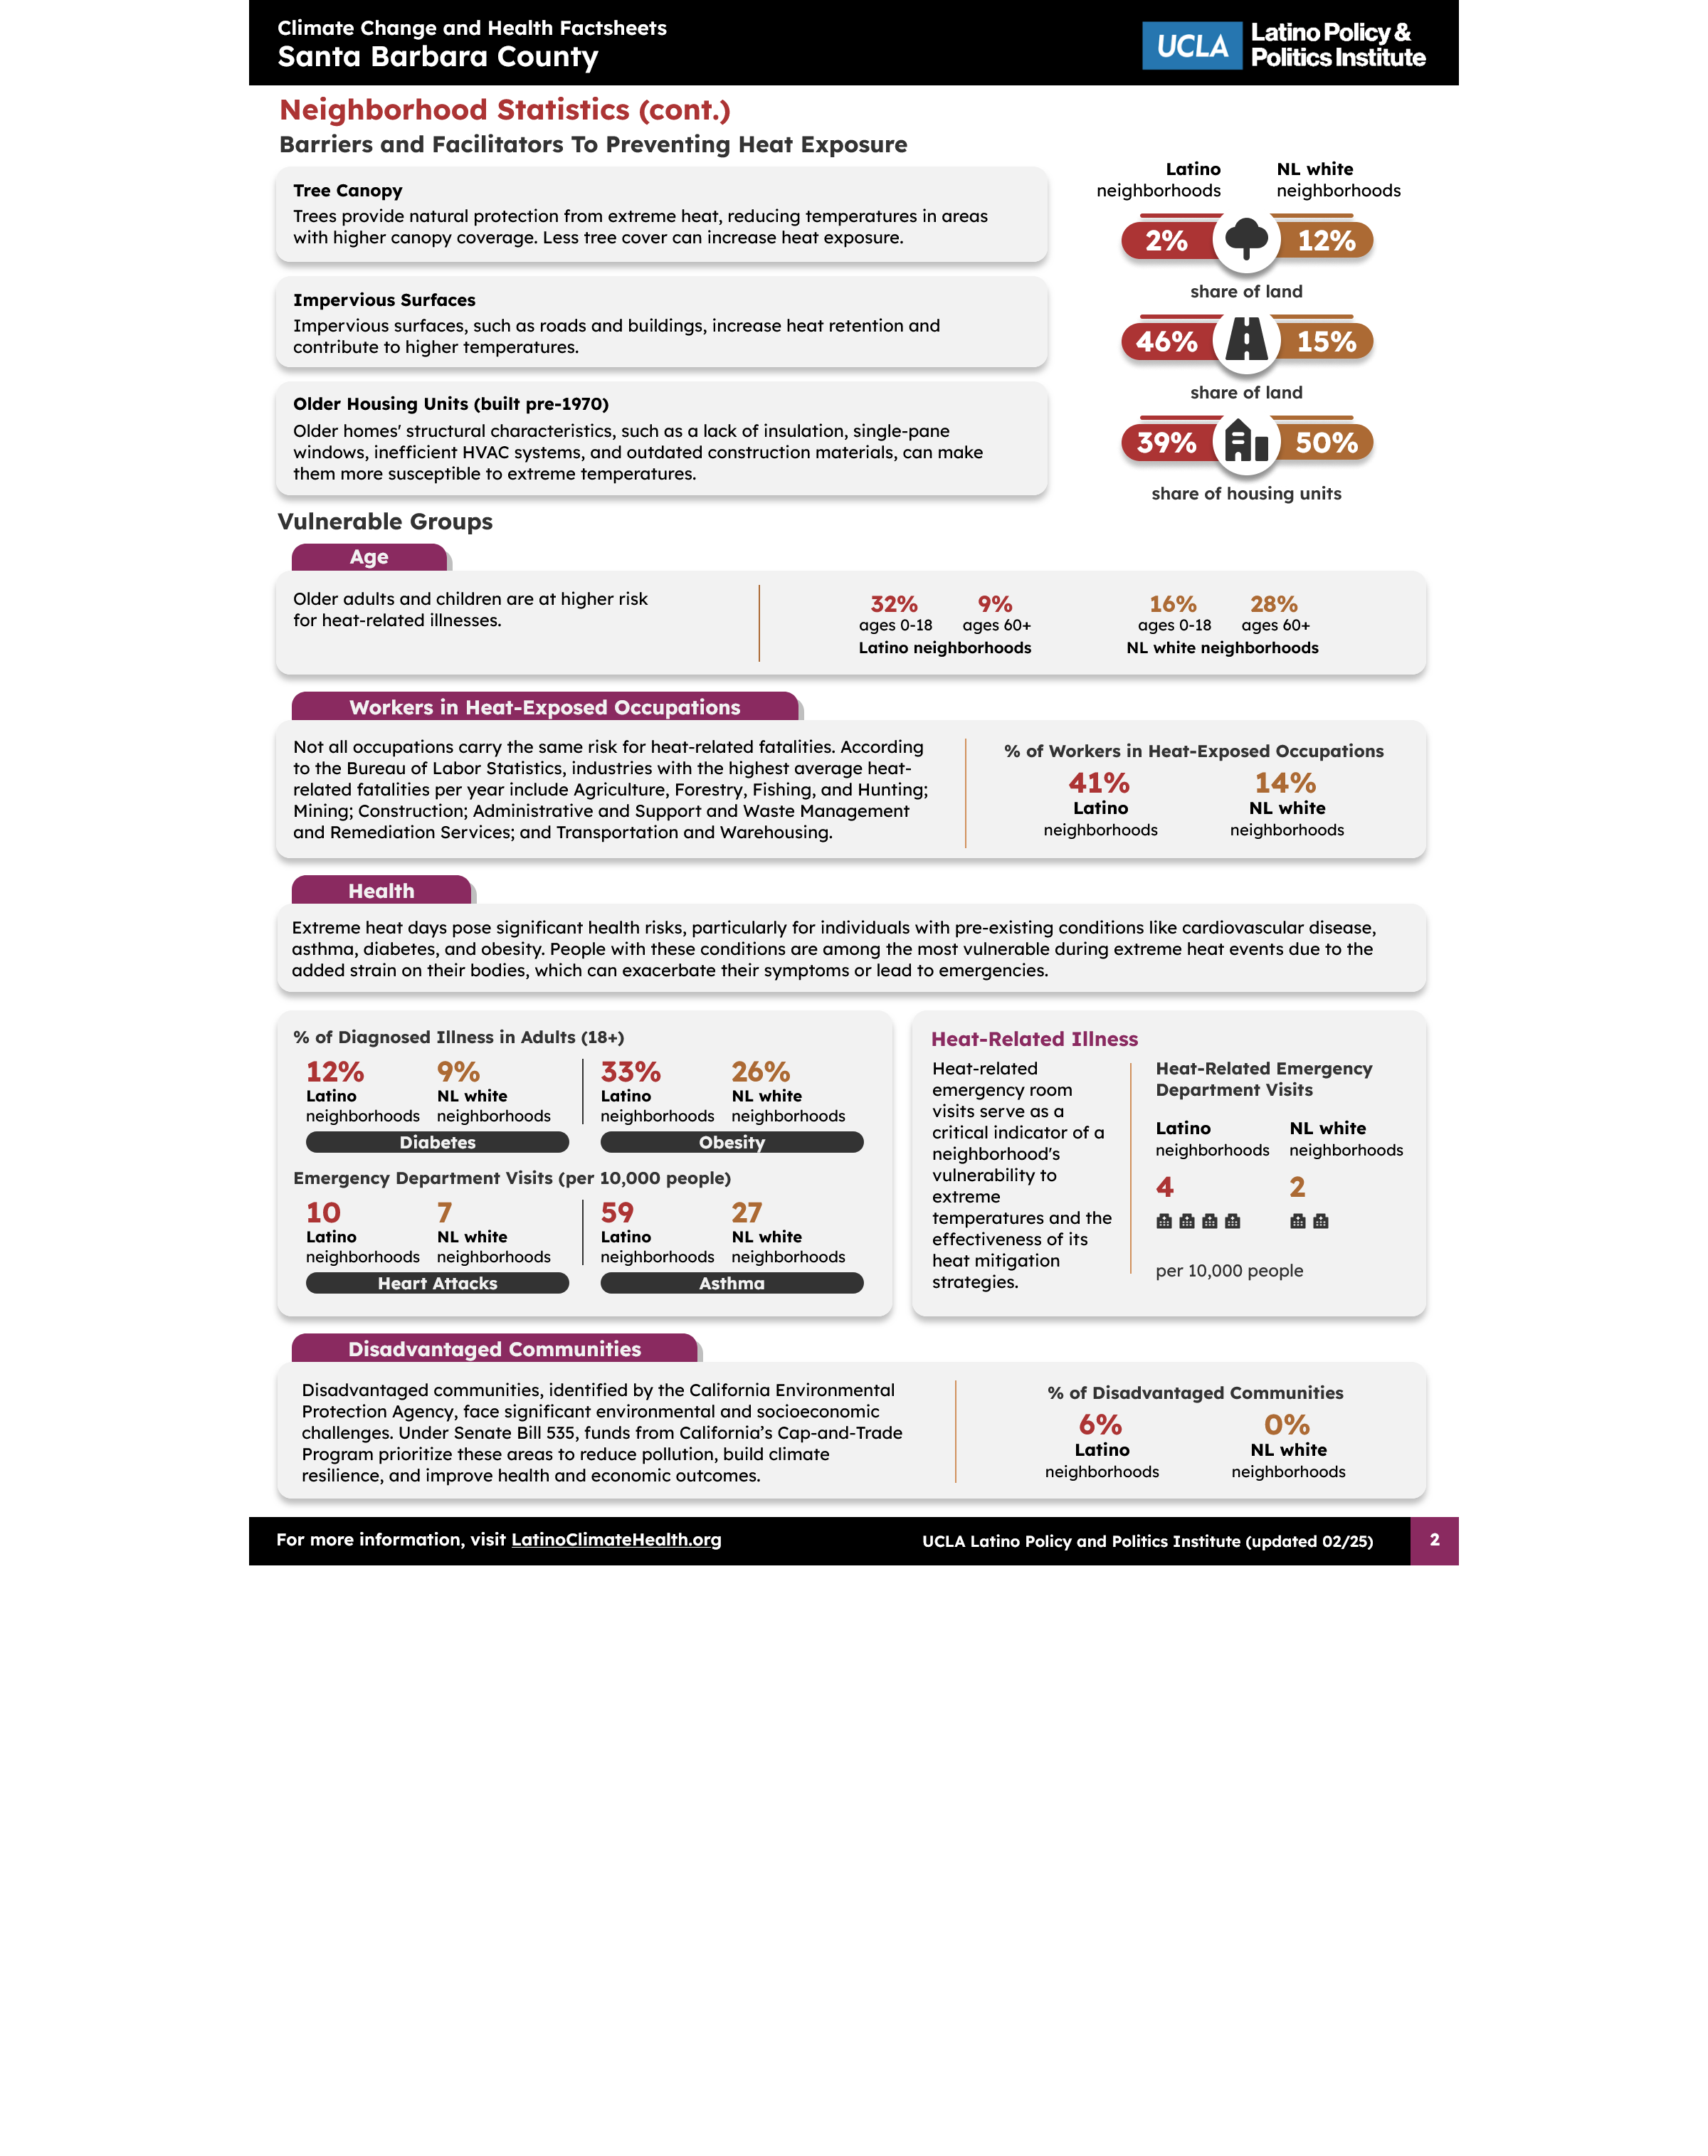 Climate Change and Health Factsheets
Santa Barbara County
UCLA
Latino Policy &
Politics Institute
Neighborhood Statistics (cont.)
Barriers and Facilitators To Preventing Heat Exposure
Tree Canopy
Trees provide natural protection from extreme heat, reducing temperatures in areas
with higher canopy coverage. Less tree cover can increase heat exposure.
Impervious Surfaces
Impervious surfaces, such as roads and buildings, increase heat retention and
contribute to higher temperatures.
Older Housing Units (built pre-1970)
Older homes' structural characteristics, such as a lack of insulation, single-pane
windows, inefficient HVAC systems, and outdated construction materials, can make
them more susceptible to extreme temperatures.
Latino NL white
neighborhoods neighborhoods
2% 12%
share of land
46% 15%
share of land
39% 50%
share of housing units
Vulnerable Groups
Age
Older adults and children are at higher risk
for heat-related illnesses.
32% 9% 16% 28%
ages 0-18 ages 60+ ages 0-18 ages 60+
Latino neighborhoods NL white neighborhoods
Workers in Heat-Exposed Occupations
Not all occupations carry the same risk for heat-related fatalities. According
to the Bureau of Labor Statistics, industries with the highest average heat-
related fatalities per year include Agriculture, Forestry, Fishing, and Hunting;
Mining; Construction; Administrative and Support and Waste Management
and Remediation Services; and Transportation and Warehousing.
% of Workers in Heat-Exposed Occupations
41% 14%
Latino NL white
neighborhoods neighborhoods
Health
Extreme heat days pose significant health risks, particularly for individuals with pre-existing conditions like cardiovascular disease,
asthma, diabetes, and obesity. People with these conditions are among the most vulnerable during extreme heat events due to the
added strain on their bodies, which can exacerbate their symptoms or lead to emergencies.
% of Diagnosed Illness in Adults (18+)
12% 9% 33% 26%
Latino NL white Latino NL white
neighborhoods neighborhoods neighborhoods neighborhoods
Diabetes Obesity
Emergency Department Visits (per 10,000 people)
10 7 59 27
Latino NL white Latino NL white
neighborhoods neighborhoods neighborhoods neighborhoods
Heart Attacks Asthma
Heat-Related Illness
Heat-related
emergency room
visits serve as a
critical indicator of a
neighborhood's
vulnerability to
extreme
temperatures and the
effectiveness of its
heat mitigation
strategies.
Heat-Related Emergency
Department Visits
Latino NL white
neighborhoods neighborhoods
4 2
per 10,000 people
Disadvantaged Communities
Disadvantaged communities, identified by the California Environmental
Protection Agency, face significant environmental and socioeconomic
challenges. Under Senate Bill 535, funds from California’s Cap-and-Trade
Program prioritize these areas to reduce pollution, build climate
resilience, and improve health and economic outcomes.
% of Disadvantaged Communities
6% 0%
Latino NL white
neighborhoods neighborhoods
For more information, visit LatinoClimateHealth.org
UCLA Latino Policy and Politics Institute (updated 02/25)
2